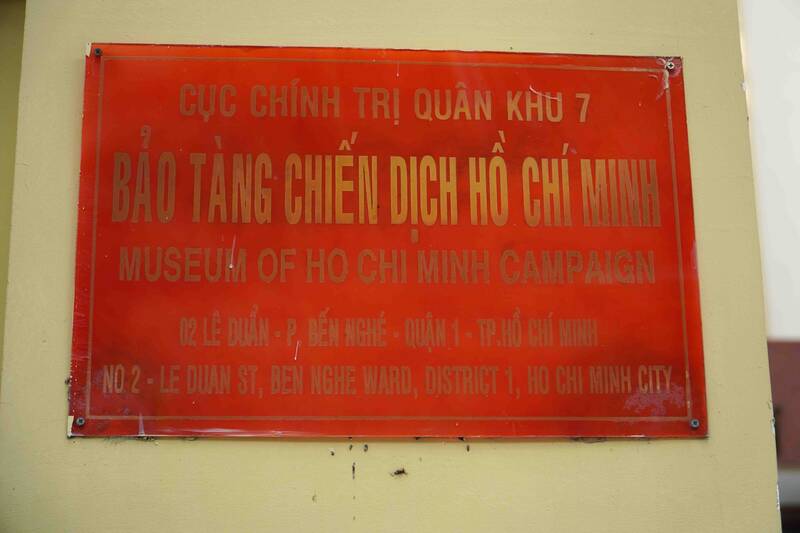 CỤC CHÍNH TRỊ QUÂN KHU 7
BẢO TÀNG CHIẾN DỊCH HỒ CHÍ MINH
MUSEUM OF HO CHI MINH CAMPAIGN
02 LÊ DUẨN - P. BẾN NGHÉ - QUẬN 1 - TP.HỒ CHÍ MINH
NO 2 - LE DUAN ST, BEN NGHE WARD, DISTRICT 1, HO CHI MINH CITY